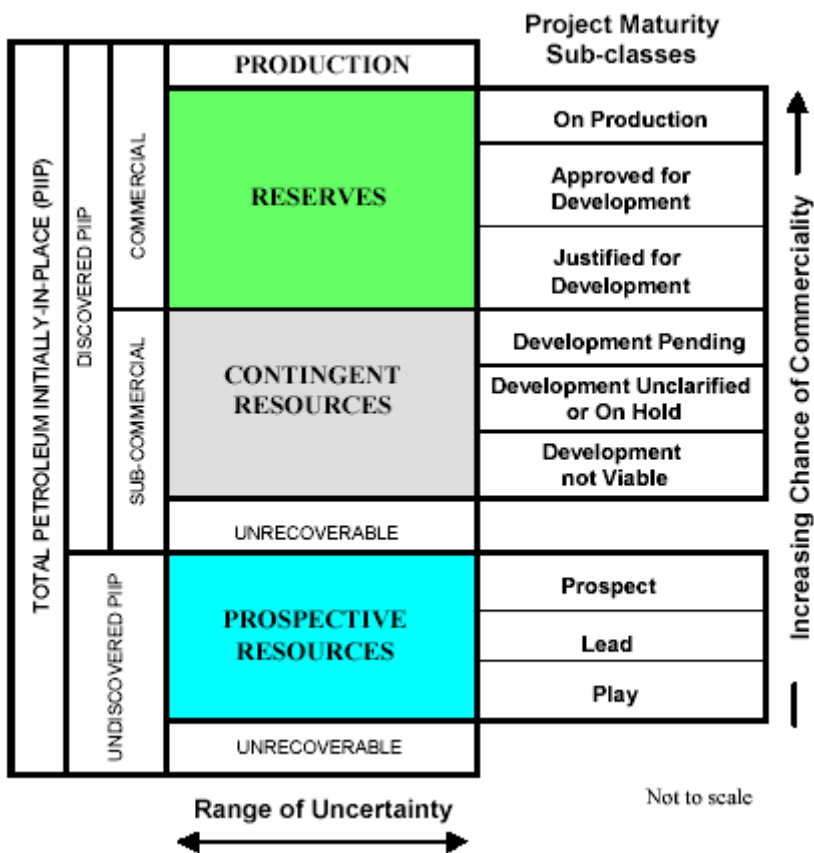 Project Maturity
Sub-classes
PRODUCTION
RESERVES
On Production
Approved for
Development
Justified for
Development
CONTINGENT
RESOURCES
Development Pending
Development Unclarified
or On Hold
Development
not Viable
UNRECOVERABLE
PROSPECTIVE
RESOURCES
Prospect
Lead
Play
UNRECOVERABLE
TOTAL PETROLEUM INITIALLY-IN-PLACE (PIIP)
DISCOVERED PIIP
UNDISCOVERED PIIP
COMMERCIAL
SUB-COMMERCIAL
Increasing Chance of Commerciality
Range of Uncertainty
Not to scale